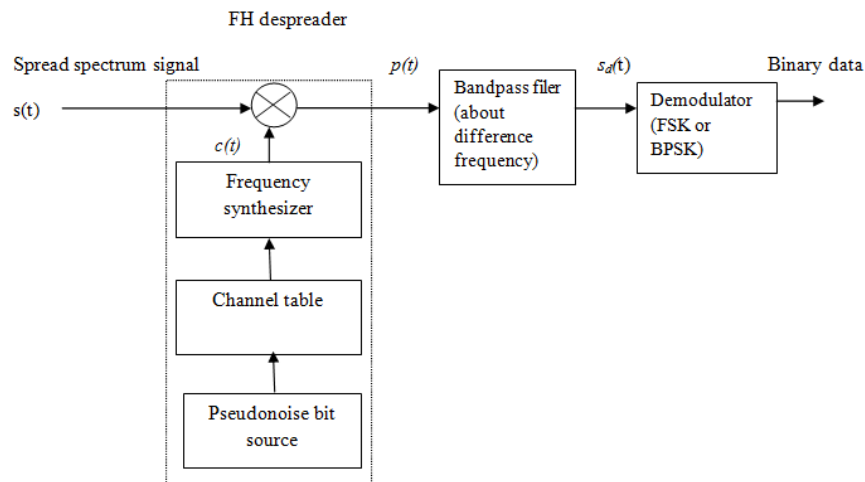 FH despreader
Spread spectrum signal
p(t)
s_d(t)
Binary data
s(t)
Bandpass filer
(about
difference
frequency)
Demodulator
(FSK or
BPSK)
c(t)
Frequency
synthesizer
Channel table
Pseudonoise bit
source